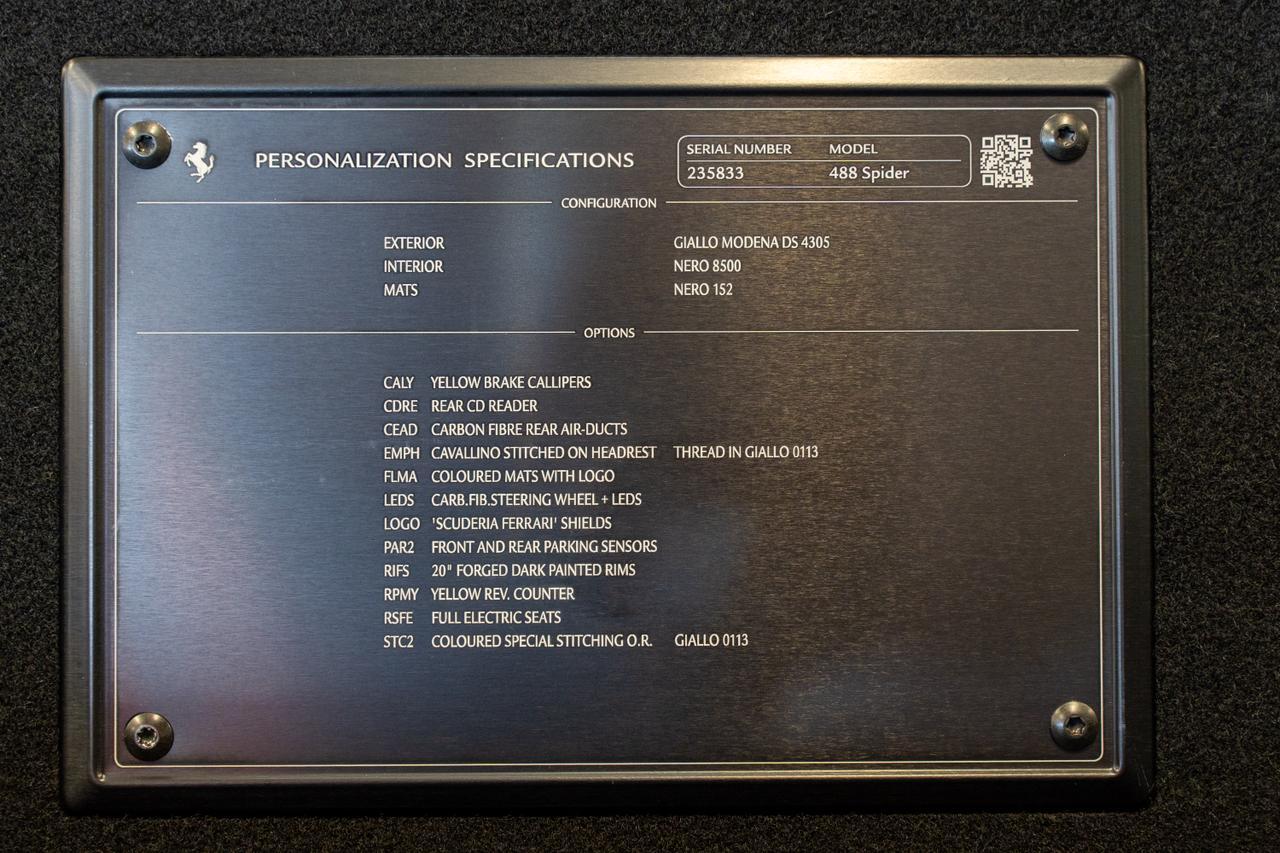 PERSONALIZATION SPECIFICATIONS
SERIAL NUMBER MODEL
235833 488 Spider
CONFIGURATION
EXTERIOR GIALLO MODENA DS 4305
INTERIOR NERO 8500
MATS NERO 152
OPTIONS
CALY YELLOW BRAKE CALLIPERS
CDRE REAR CD READER
CEAD CARBON FIBRE REAR AIR-DUCTS
EMPH CAVALLINO STITCHED ON HEADREST THREAD IN GIALLO 0113
FLMA COLOURED MATS WITH LOGO
LEDS CARB.FIB.STEERING WHEEL + LEDS
LOGO 'SCUDERIA FERRARI' SHIELDS
PAR2 FRONT AND REAR PARKING SENSORS
RIFS 20" FORGED DARK PAINTED RIMS
RPMY YELLOW REV. COUNTER
RSFE FULL ELECTRIC SEATS
STC2 COLOURED SPECIAL STITCHING O.R. GIALLO 0113